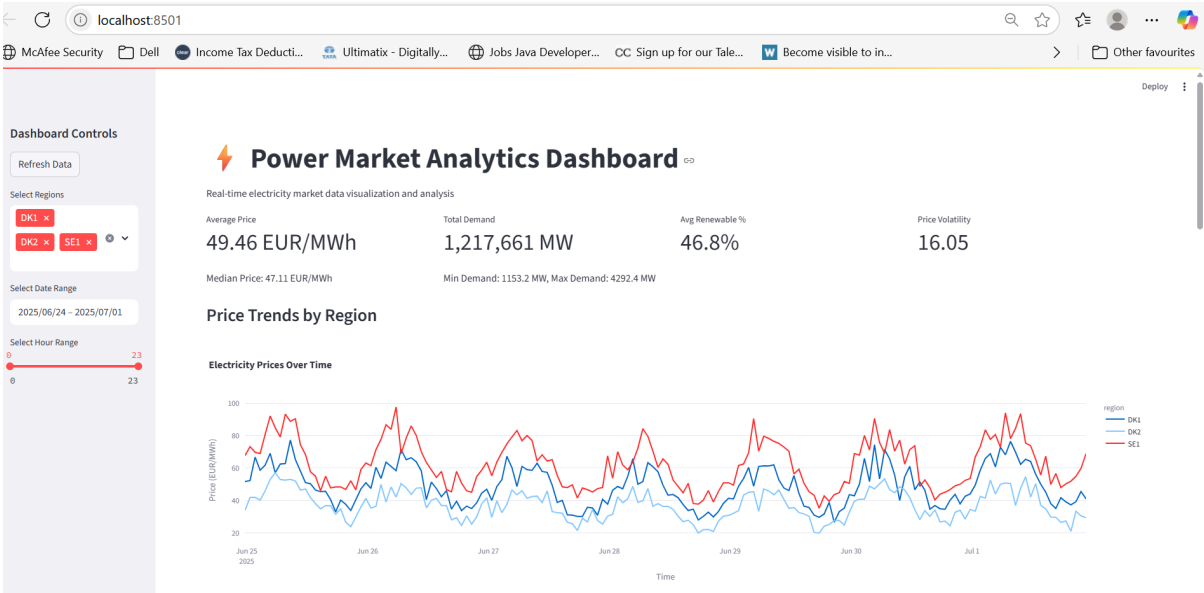 localhost:8501
McAfee Security Dell Income Tax Deducti... Ultimatix - Digitally... Jobs Java Developer... CC Sign up for our Tale... W Become visible to in... Other favourites
Deploy
Dashboard Controls
Refresh Data
Select Regions
DK1 ×
DK2 × SE1 ×
Select Date Range
2025/06/24 – 2025/07/01
Select Hour Range
0 23
0 23
Power Market Analytics Dashboard
Real-time electricity market data visualization and analysis
Average Price Total Demand Avg Renewable % Price Volatility
49.46 EUR/MWh 1,217,661 MW 46.8% 16.05
Median Price: 47.11 EUR/MWh Min Demand: 1153.2 MW, Max Demand: 4292.4 MW
Price Trends by Region
Electricity Prices Over Time
Price (EUR/MWh)
100
80
60
40
20
Jun 25 Jun 26 Jun 27 Jun 28 Jun 29 Jun 30 Jul 1
2025
Time
region
DK1
DK2
SE1